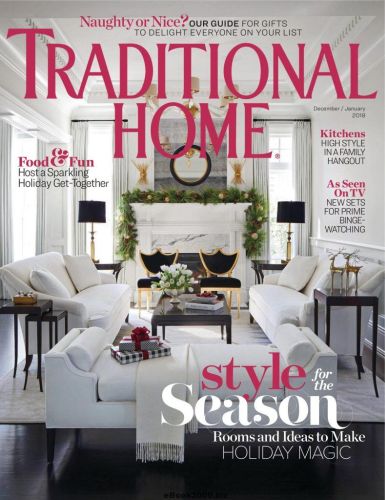 Naughty or Nice? OUR GUIDE FOR GIFTS
TO DELIGHT EVERYONE ON YOUR LIST
TRADITIONAL
HOME®
December / January
2018
Kitchens
HIGH STYLE
IN A FAMILY
HANGOUT
Food & Fun
Host a Sparkling
Holiday Get-Together
As Seen
On TV
NEW SETS
FOR PRIME
BINGE-
WATCHING
style for the
Season
Rooms and Ideas to Make
HOLIDAY MAGIC